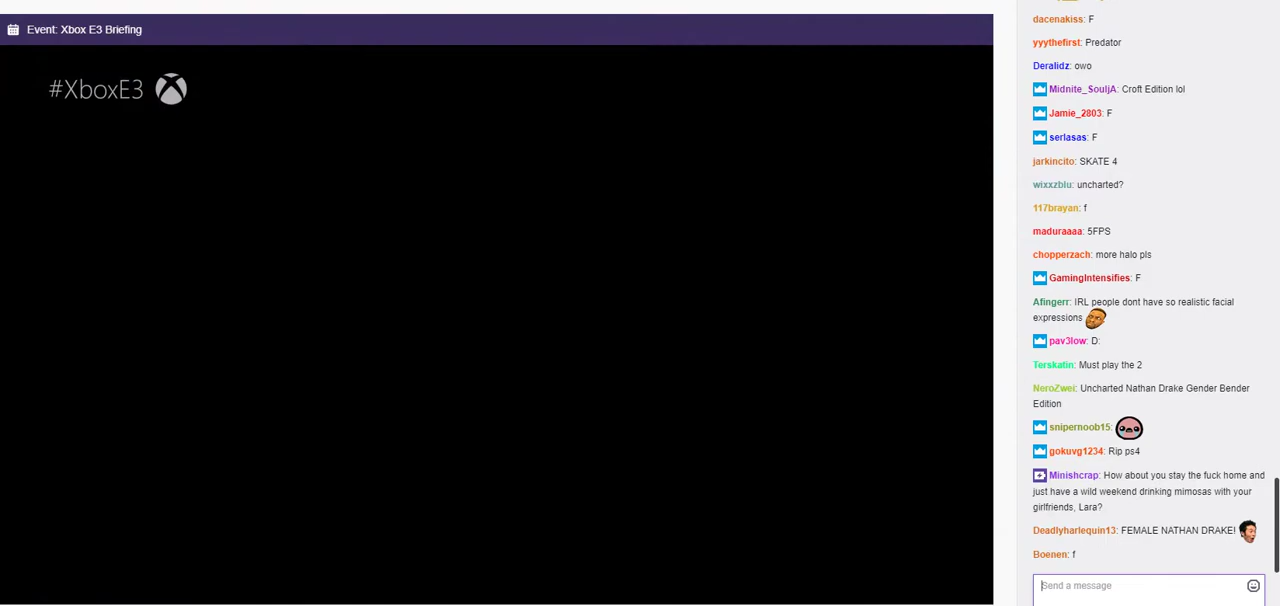 Event: Xbox E3 Briefing
#XboxE3
dacenakiss: F
yyythefirst: Predator
Deralidz: owo
Midnite_SouljA: Croft Edition lol
Jamie_2803: F
serlasas: F
jarkincito: SKATE 4
wixxzblu: uncharted?
117brayan: f
maduraaaa: 5FPS
chopperzach: more halo pls
GamingIntensifies: F
Afingerr: IRL people dont have so realistic facial
expressions
pav3low: D:
Terskatin: Must play the 2
NeroZwei: Uncharted Nathan Drake Gender Bender
Edition
snipernoob15:
gokuvg1234: Rip ps4
Minishcrap: How about you stay the fuck home and
just have a wild weekend drinking mimosas with your
girlfriends, Lara?
Deadlyharlequin13: FEMALE NATHAN DRAKE!
Boenen: f
Send a message